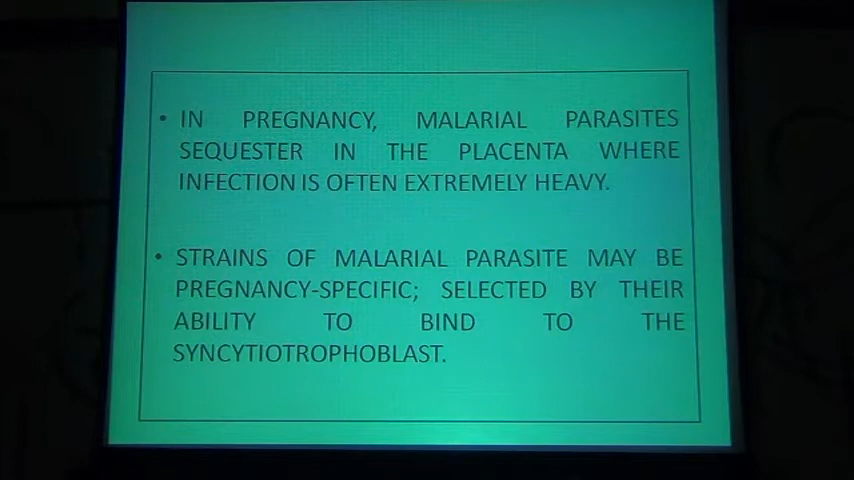 • IN PREGNANCY, MALARIAL PARASITES
SEQUESTER IN THE PLACENTA WHERE
INFECTION IS OFTEN EXTREMELY HEAVY.
• STRAINS OF MALARIAL PARASITE MAY BE
PREGNANCY-SPECIFIC; SELECTED BY THEIR
ABILITY TO BIND TO THE
SYNCYTIOTROPHOBLAST.